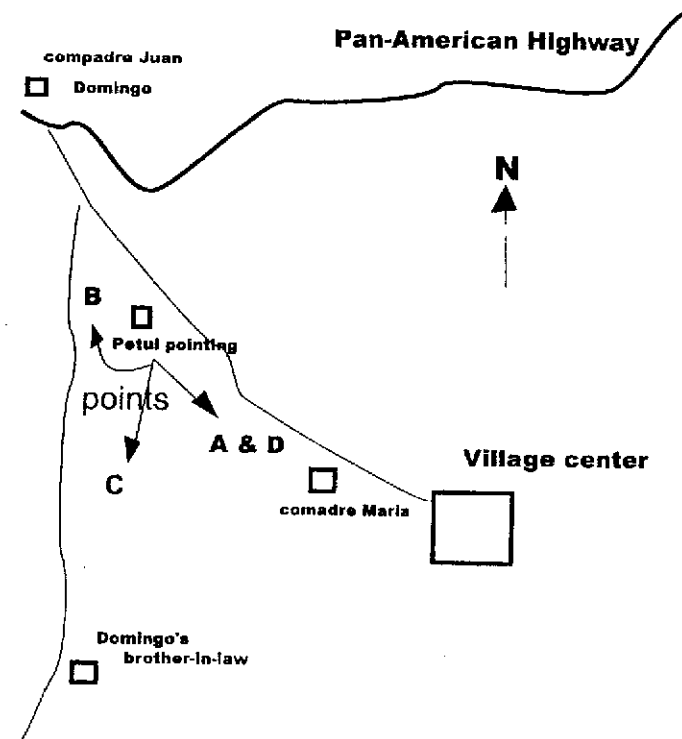 Pan-American Highway
compadre Juan
Domingo
N
B
Petul pointing
points
A & D
C
Village center
comadre Maria
Domingo's
brother-in-law